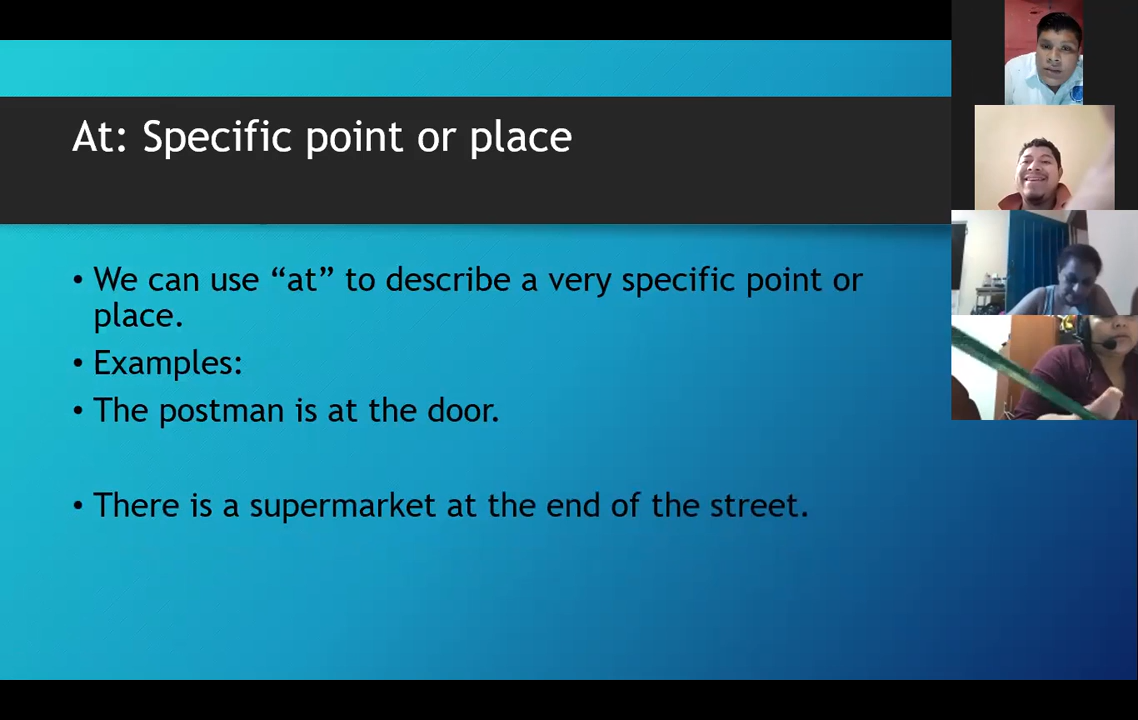 At: Specific point or place
• We can use “at” to describe a very specific point or
place.
• Examples:
• The postman is at the door.
• There is a supermarket at the end of the street.